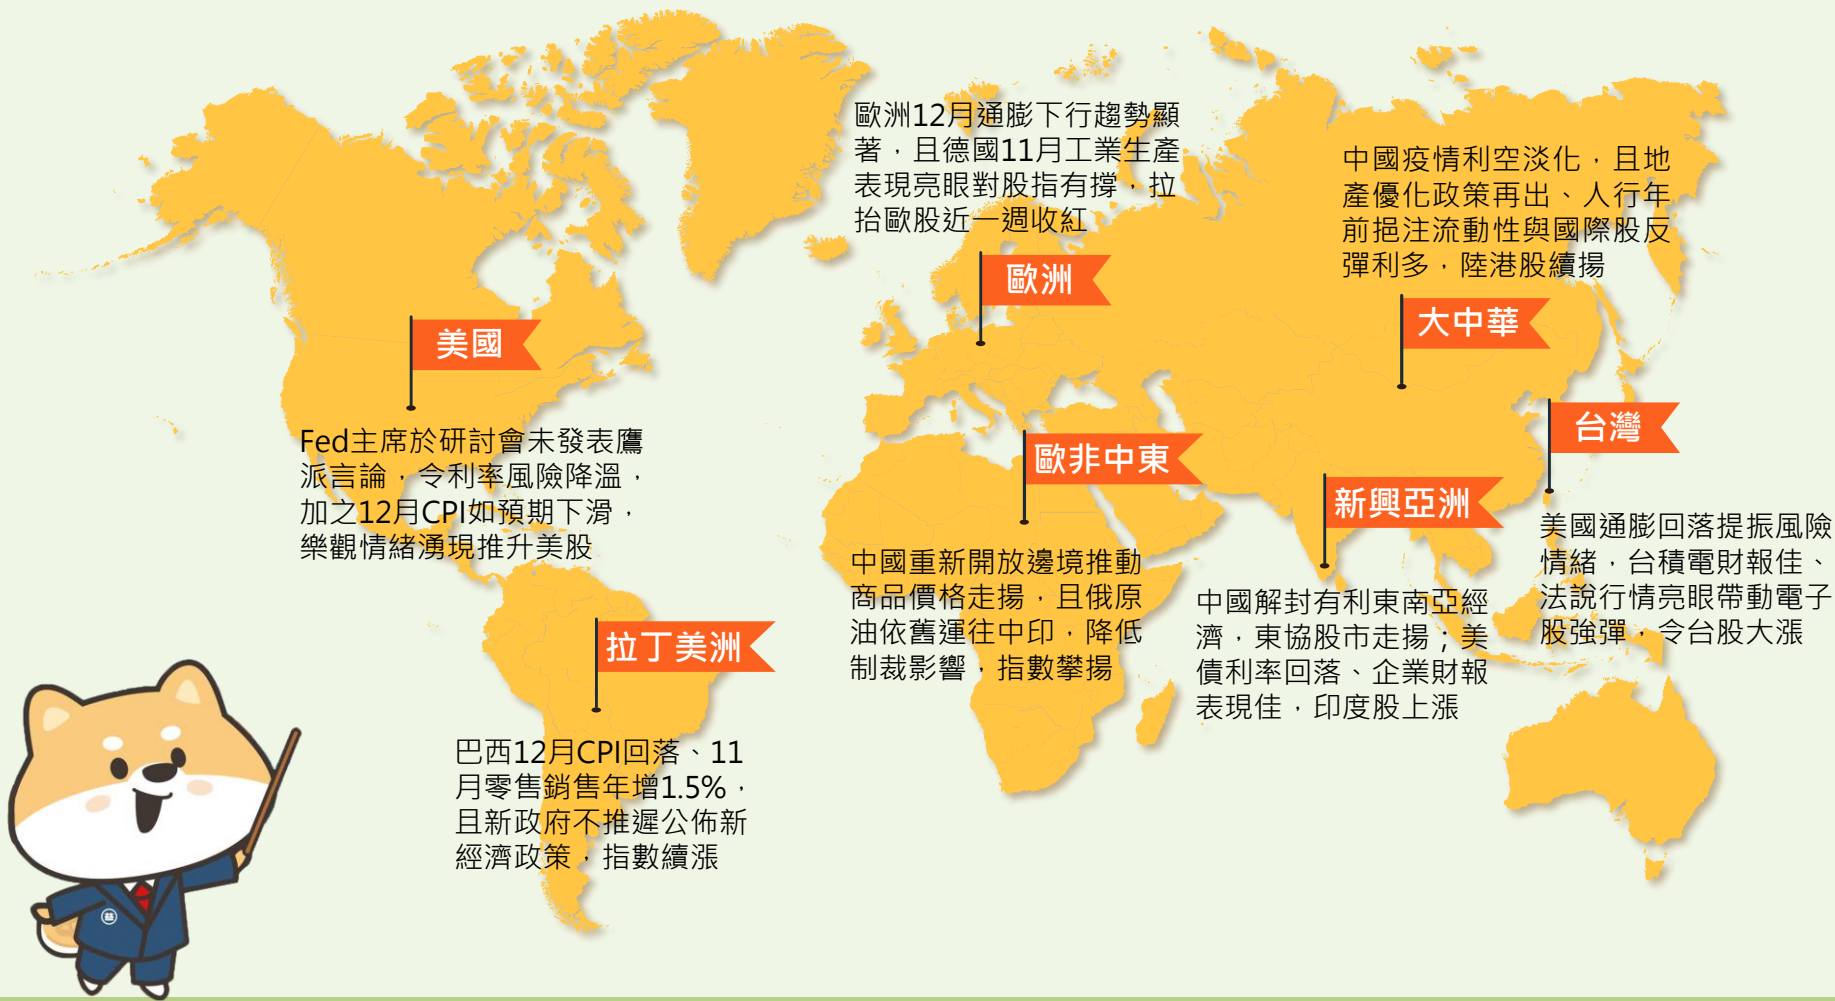 歐洲12月通膨下行趨勢顯
著，且德國11月工業生產
表現亮眼對股指有撐，拉
抬歐股近一週收紅
歐洲
中國疫情利空淡化，且地
產優化政策再出、人行年
前挹注流動性與國際股反
彈利多，陸港股續揚
大中華
美國
Fed主席於研討會未發表鷹
派言論，令利率風險降溫，
加之12月CPI如預期下滑，
樂觀情緒湧現推升美股
歐非中東
中國重新開放邊境推動
商品價格走揚，且俄原
油依舊運往中印，降低
制裁影響，指數攀揚
新興亞洲
中國解封有利東南亞經
濟，東協股市走揚；美
債利率回落、企業財報
表現佳，印度股上漲
台灣
美國通膨回落提振風險
情緒，台積電財報佳、
法說行情亮眼帶動電子
股強彈，令台股大漲
拉丁美洲
巴西12月CPI回落、11
月零售銷售年增1.5%，
且新政府不推遲公佈新
經濟政策，指數續漲